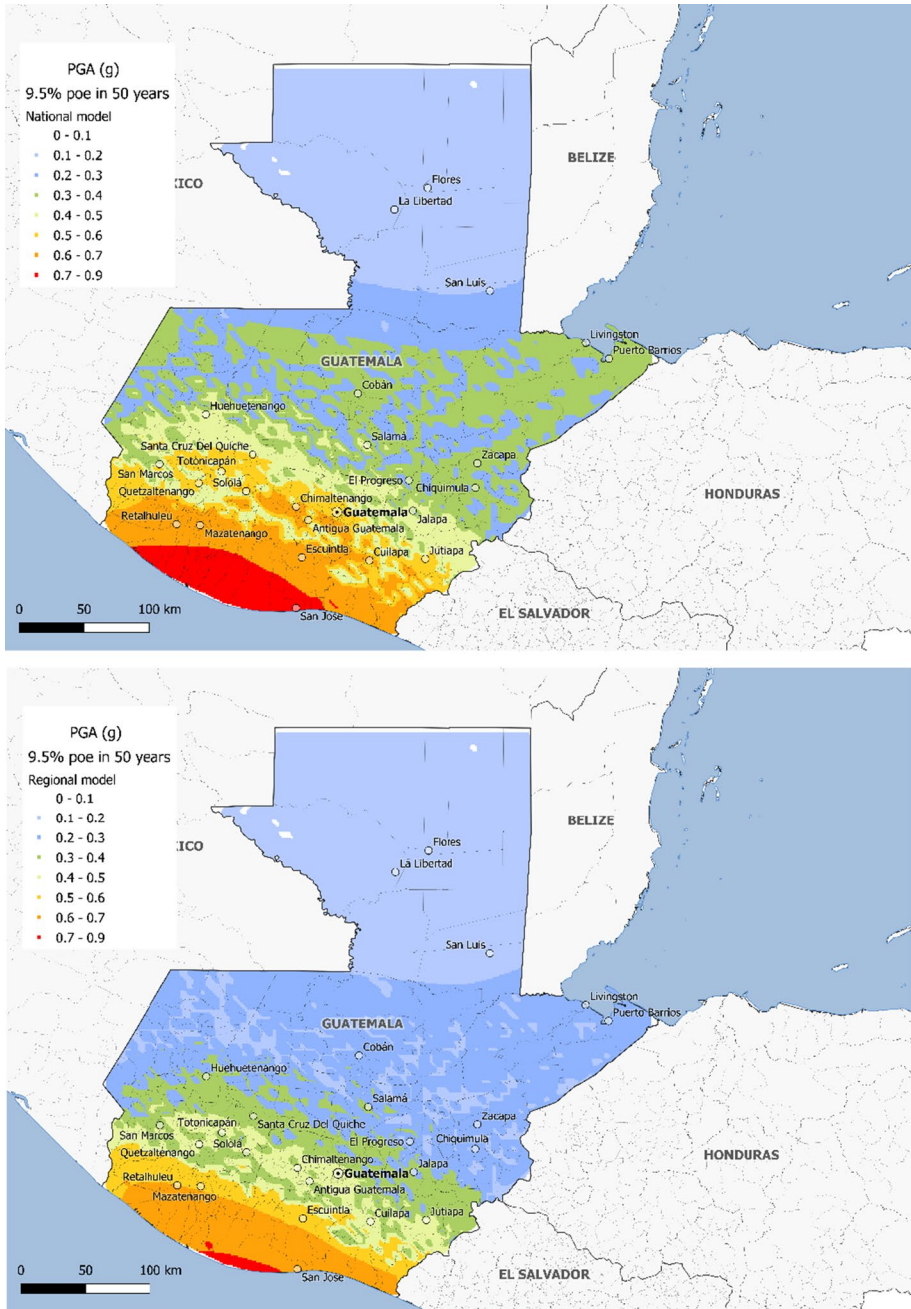 PGA (g)
9.5% poe in 50 years
National model
0 - 0.1
0.1 - 0.2
0.2 - 0.3
0.3 - 0.4
0.4 - 0.5
0.5 - 0.6
0.6 - 0.7
0.7 - 0.9
XICO
BELIZE
Flores
La Libertad
San Luis
Livingston
GUATEMALA
Puerto Barrios
Cobán
Huehuetenango
Santa Cruz Del Quiche
Salamá
Totonicapán
Zacapa
San Marcos
El Progreso
Quetzaltenango
Sololá
Chiquimula
Chimaltenango
HONDURAS
Retalhuleu
Guatemala
Jalapa
Mazatenango
Antigua Guatemala
Escuintla
Cuilapa
Jutiapa
0 50 100 km
San Jose
EL SALVADOR
PGA (g)
9.5% poe in 50 years
Regional model
0 - 0.1
0.1 - 0.2
0.2 - 0.3
0.3 - 0.4
0.4 - 0.5
0.5 - 0.6
0.6 - 0.7
0.7 - 0.9
XICO
BELIZE
Flores
La Libertad
San Luis
Livingston
GUATEMALA
Puerto Barrios
Cobán
Huehuetenango
Salamá
Totonicapán
Santa Cruz Del Quiche
Zacapa
San Marcos
El Progreso
Quetzaltenango
Sololá
Chiquimula
Chimaltenango
HONDURAS
Retalhuleu
Guatemala
Jalapa
Mazatenango
Antigua Guatemala
Escuintla
Cuilapa
Jutiapa
0 50 100 km
San Jose
EL SALVADOR